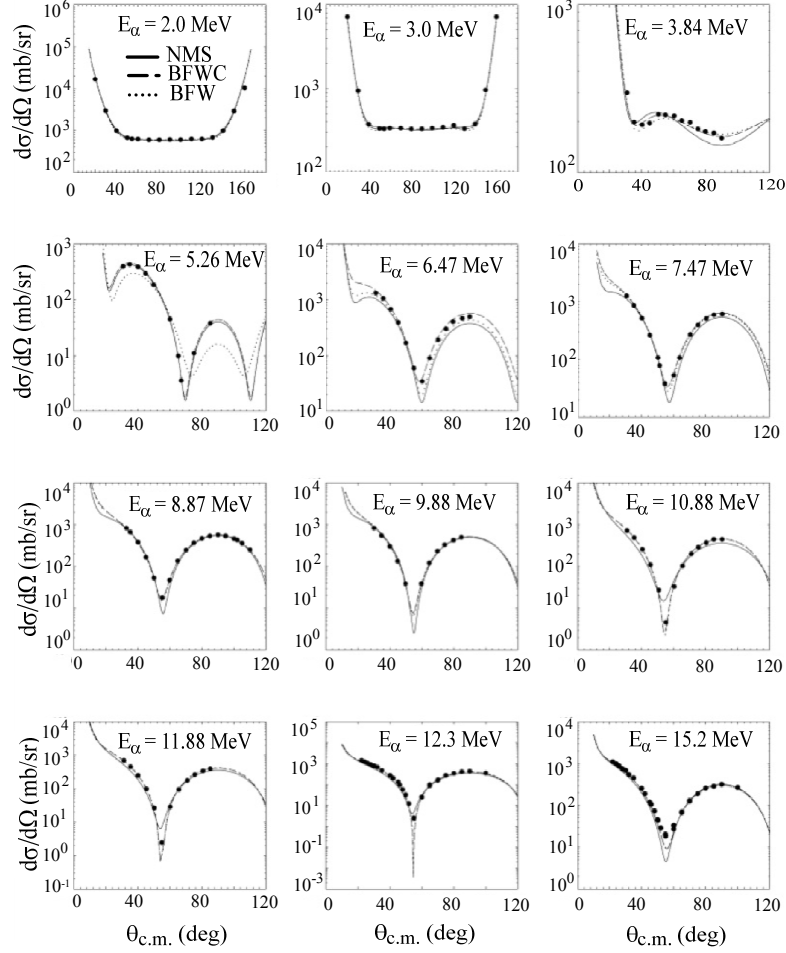 10^6 10^5 10^4 10^3 10^2
dσ/dΩ (mb/sr)
E_α = 2.0 MeV
NMS
BFWC
BFW
0 40 80 120 160
10^4 10^3 10^2
E_α = 3.0 MeV
0 40 80 120 160
10^3 10^2
E_α = 3.84 MeV
0 40 80 120
10^3 10^2 10^1 10^0
dσ/dΩ (mb/sr)
E_α = 5.26 MeV
0 40 80 120
10^4 10^3 10^2 10^1
E_α = 6.47 MeV
0 40 80 120
10^4 10^3 10^2 10^1
E_α = 7.47 MeV
0 40 80 120
10^4 10^3 10^2 10^1 10^0
dσ/dΩ (mb/sr)
E_α = 8.87 MeV
0 40 80 120
10^4 10^3 10^2 10^1 10^0
E_α = 9.88 MeV
0 40 80 120
10^4 10^3 10^2 10^1 10^0
E_α = 10.88 MeV
0 40 80 120
10^4 10^3 10^2 10^1 10^0 10^-1
dσ/dΩ (mb/sr)
E_α = 11.88 MeV
0 40 80 120
θ_c.m. (deg)
10^5 10^3 10^1 10^-1 10^-3
E_α = 12.3 MeV
0 40 80 120
θ_c.m. (deg)
10^4 10^3 10^2 10^1 10^0
E_α = 15.2 MeV
0 40 80 120
θ_c.m. (deg)